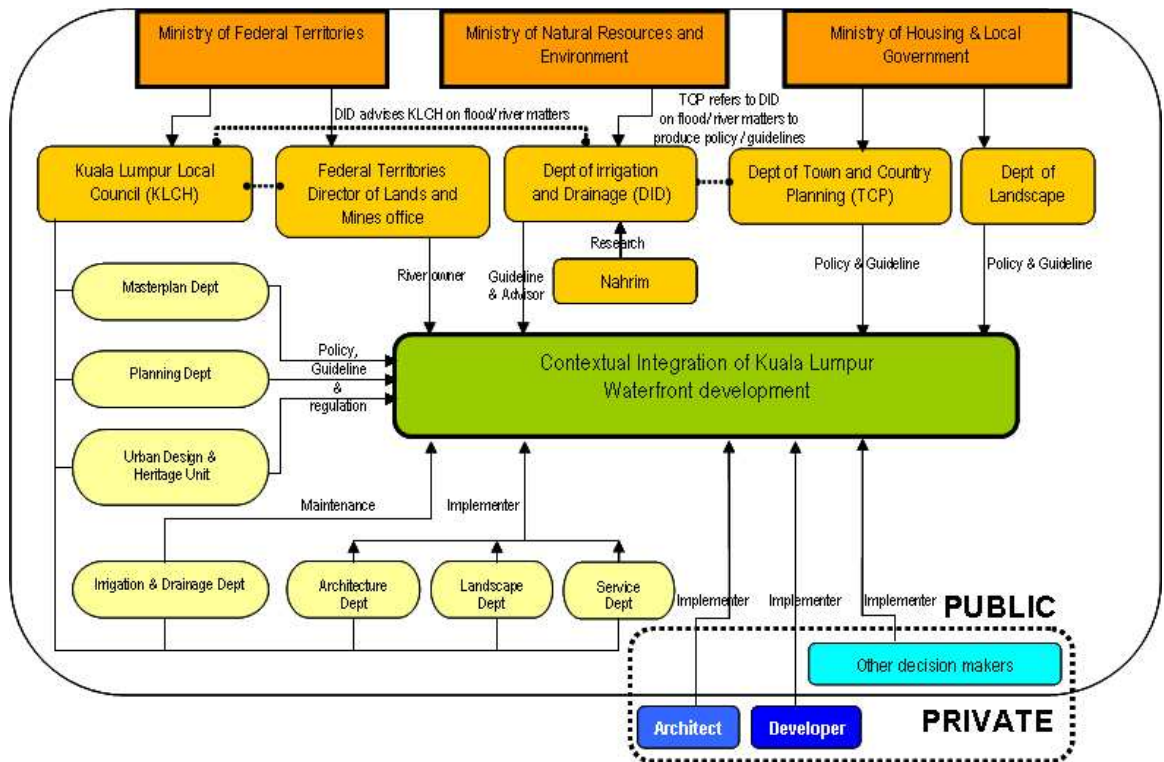 Ministry of Federal Territories
Ministry of Natural Resources and
Environment
Ministry of Housing & Local
Government
DID advises KLCH on flood/river matters
TCP refers to DID
on flood/river matters to
produce policy / guidelines
Kuala Lumpur Local
Council (KLCH)
Federal Territories
Director of Lands and
Mines office
Dept of irrigation
and Drainage (DID)
Dept of Town and Country
Planning (TCP)
Dept of
Landscape
Research
Nahrim
River owner
Guideline
& Advisor
Policy & Guideline
Policy & Guideline
Masterplan Dept
Planning Dept
Urban Design &
Heritage Unit
Policy,
Guideline
&
regulation
Contextual Integration of Kuala Lumpur
Waterfront development
Maintenance
Implementer
Irrigation & Drainage Dept
Architecture
Dept
Landscape
Dept
Service
Dept
Implementer
Implementer
Implementer
PUBLIC
Other decision makers
PRIVATE
Architect
Developer